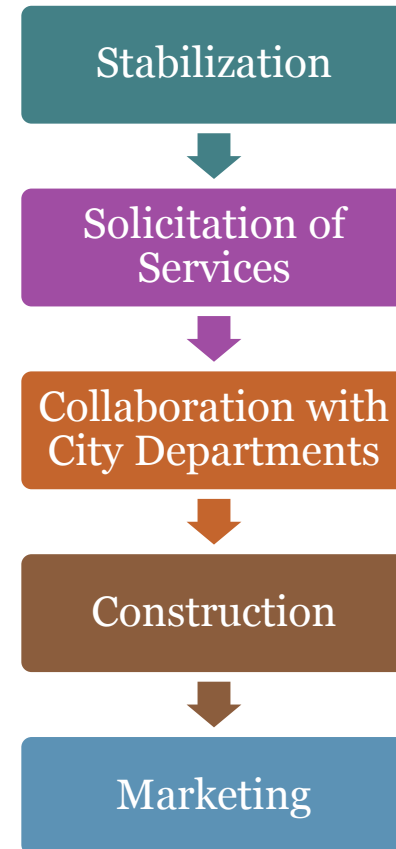 Stabilization
Solicitation of
Services
Collaboration with
City Departments
Construction
Marketing